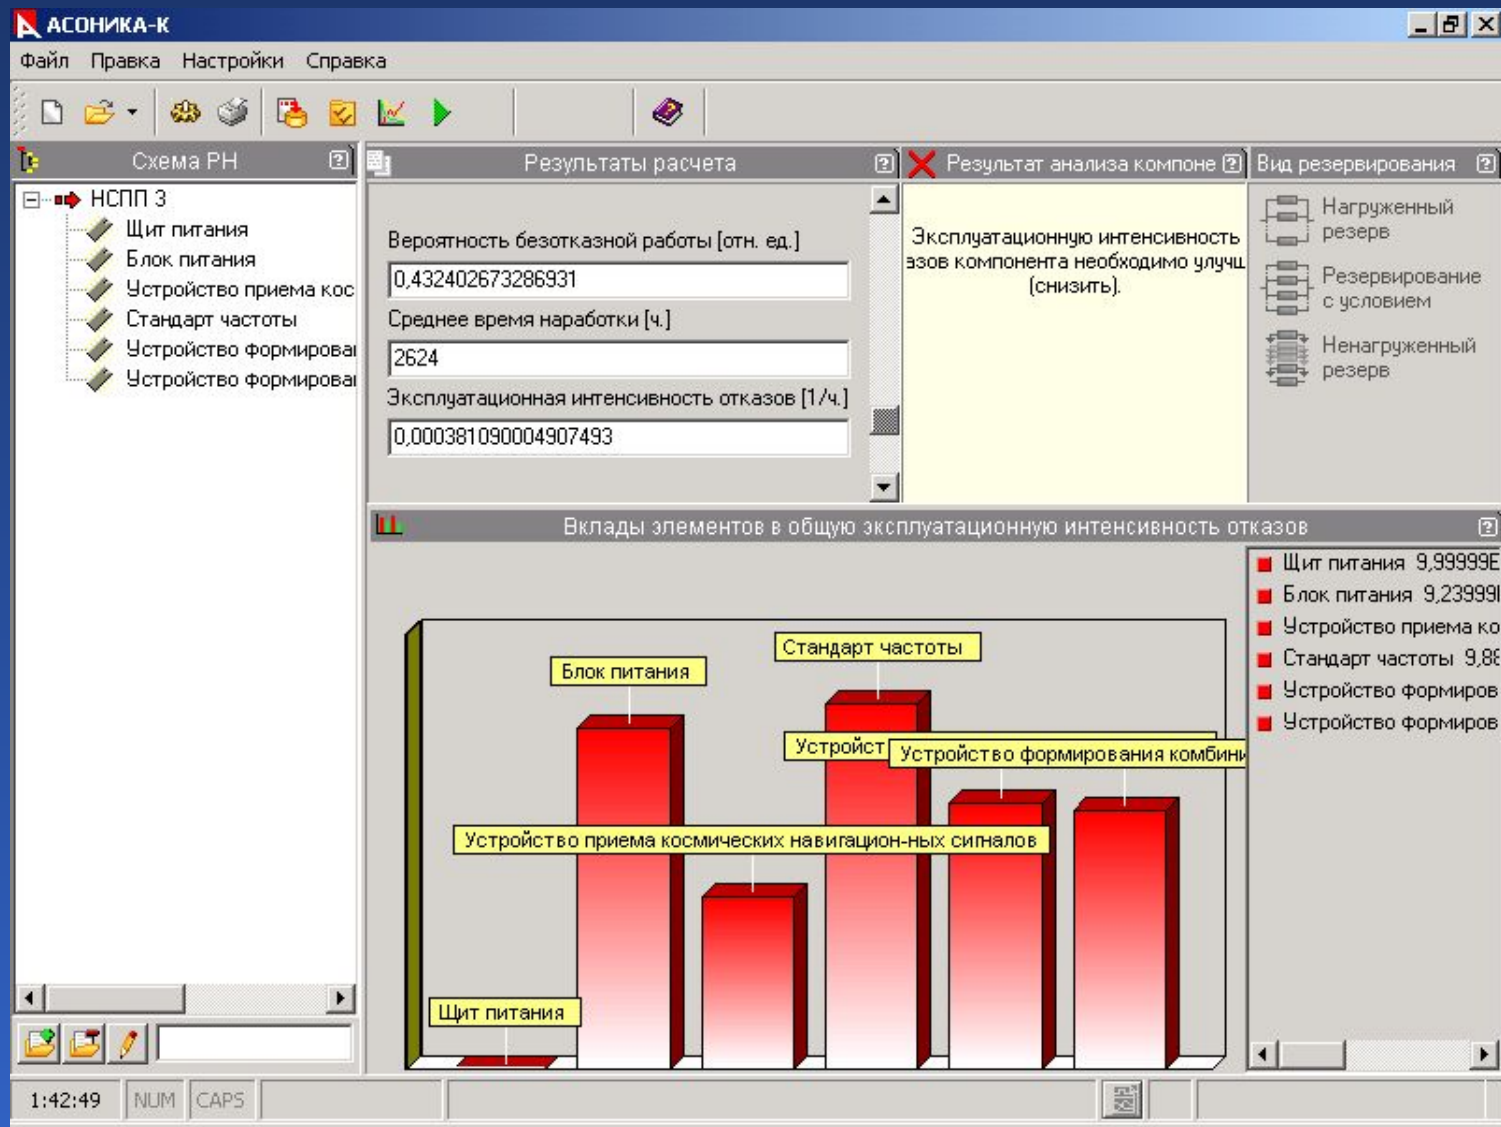 АСОНИКА-К
Файл Правка Настройки Справка
Схема РН
НСПП 3
Щит питания
Блок питания
Устройство приема кос
Стандарт частоты
Устройство формирова
Устройство формирова
Результаты расчета
Вероятность безотказной работы [отн. ед.]
0,432402673286931
Среднее время наработки [ч.]
2624
Эксплуатационная интенсивность отказов [1/ч.]
0,000381090004907493
Результат анализа компоне
Эксплуатационную интенсивность
азов компонента необходимо улучш
(снизить).
Вид резервирования
Нагруженный
резерв
Резервирование
с условием
Ненагруженный
резерв
Вклады элементов в общую эксплуатационную интенсивность отказов
Стандарт частоты
Блок питания
Устройст
Устройство формирования комбини
Устройство приема космических навигацион-ных сигналов
Щит питания
Щит питания 9,99999E
Блок питания 9,23999
Устройство приема ко
Стандарт частоты 9,88
Устройство формиров
Устройство формиров
1:42:49 NUM CAPS